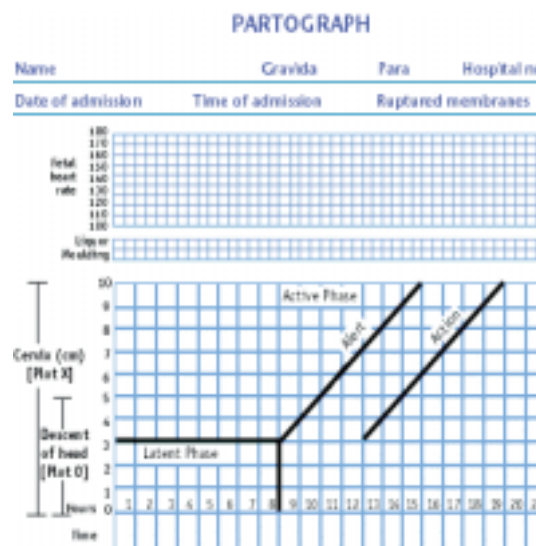 PARTOGRAPH
Name Gravida Para Hospital n
Date of admission Time of admission Ruptured membranes
180
170
Fetal 160
heart 150
rate 140
130
120
110
100
Liquor
Moulding
10
Active Phase
9
8 Alert Action
Cervix (cm) 7
[Plot X] 6
5
4
Descent 3
of head Latent Phase
[Plot O] 2
1
Hours 0 1 2 3 4 5 6 7 8 9 10 11 12 13 14 15 16 17 18 19 20 2
Time